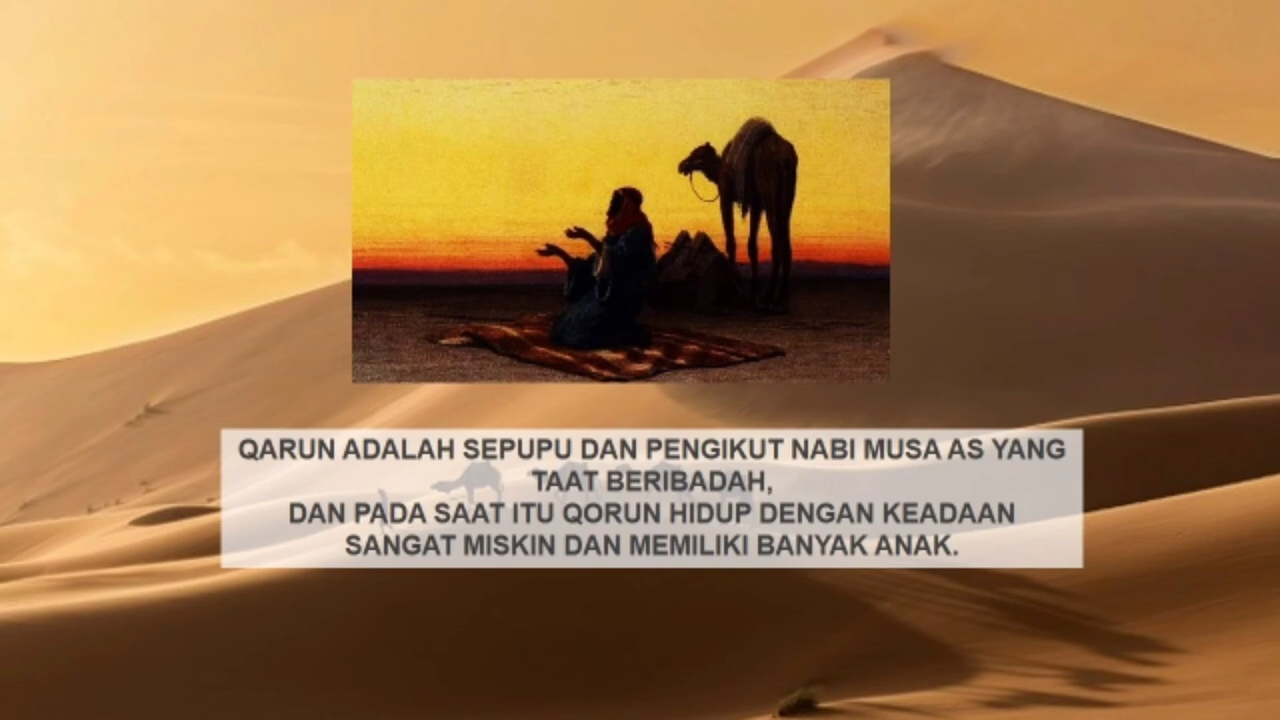 QARUN ADALAH SEPUPU DAN PENGIKUT NABI MUSA AS YANG
TAAT BERIBADAH,
DAN PADA SAAT ITU QORUN HIDUP DENGAN KEADAAN
SANGAT MISKIN DAN MEMILIKI BANYAK ANAK.